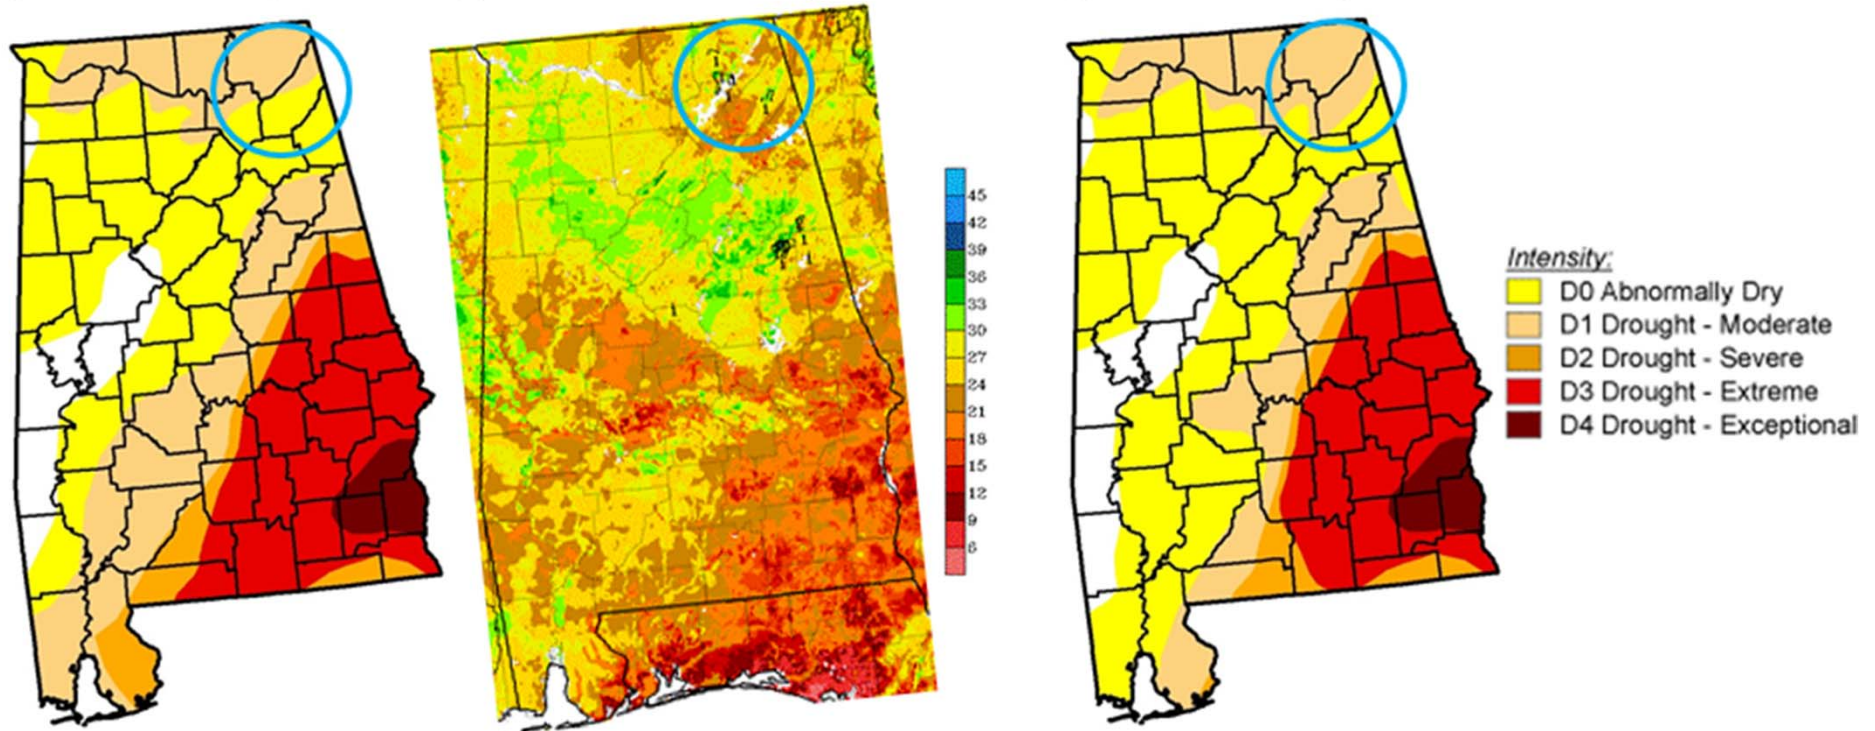 45
42
39
36
33
30
27
24
21
18
15
12
9
6
Intensity:
D0 Abnormally Dry
D1 Drought - Moderate
D2 Drought - Severe
D3 Drought - Extreme
D4 Drought - Exceptional